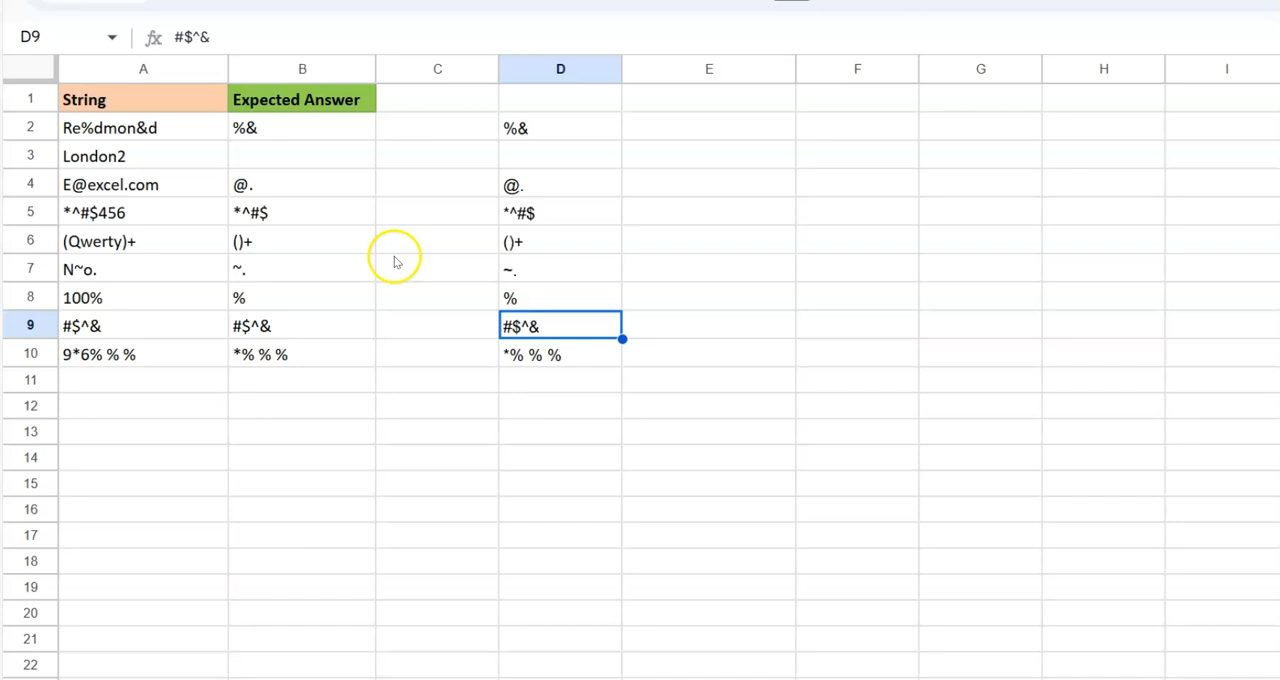 D9 fx #$^&
A B C D E F G H I
1 String Expected Answer
2 Re%dmon&d %& %&
3 London2
4 E@excel.com @. @.
5 *^#$456 *^#$ *^#$
6 (Qwerty)+ ()+ ()+
7 N~o. ~. ~.
8 100% % %
9 #$^& #$^& #$^&
10 9*6% % % *% % % *% % %
11
12
13
14
15
16
17
18
19
20
21
22